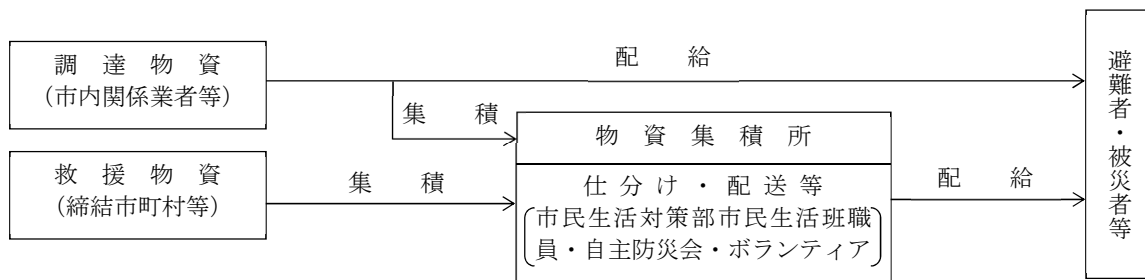 調達物資
(市内関係業者等)
配給
集積
物資集積所
救援物資
(締結市町村等)
集積
仕分け・配送等
市民生活対策部市民生活班職
員・自主防災会・ボランティア
配給
避難者・被災者等